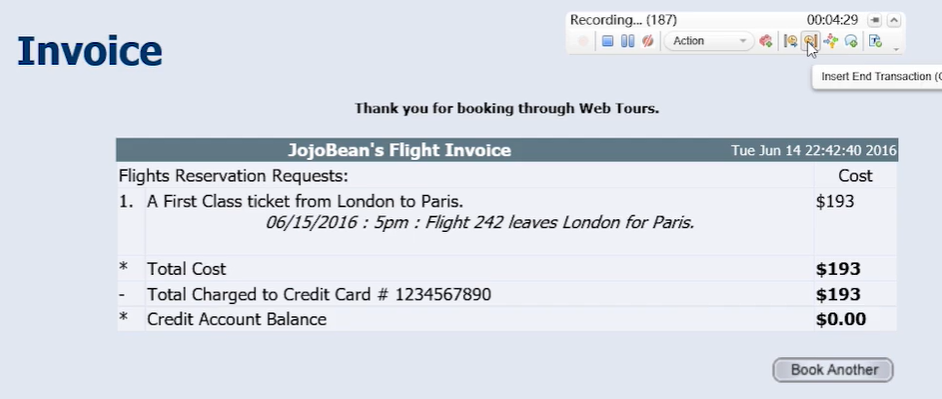 Recording... (187) 00:04:29
Invoice
Action
Insert End Transaction (
Thank you for booking through Web Tours.
JojoBean's Flight Invoice Tue Jun 14 22:42:40 2016
Flights Reservation Requests: Cost
1. A First Class ticket from London to Paris. $193
06/15/2016 : 5pm : Flight 242 leaves London for Paris.
* Total Cost $193
- Total Charged to Credit Card # 1234567890 $193
* Credit Account Balance $0.00
Book Another